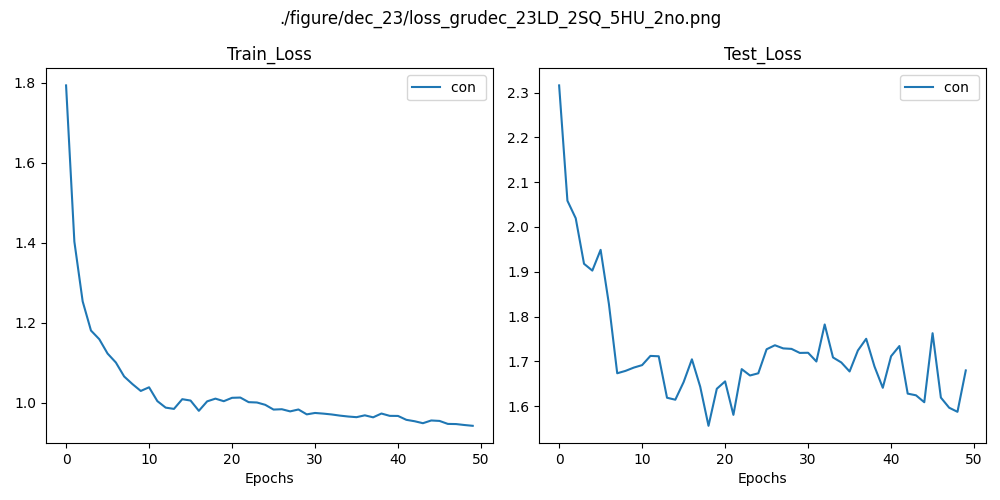 ./figure/dec_23/loss_grudec_23LD_2SQ_5HU_2no.png
Train_Loss
con
1.8
1.6
1.4
1.2
1.0
0 10 20 30 40 50
Epochs
Test_Loss
con
2.3
2.2
2.1
2.0
1.9
1.8
1.7
1.6
0 10 20 30 40 50
Epochs